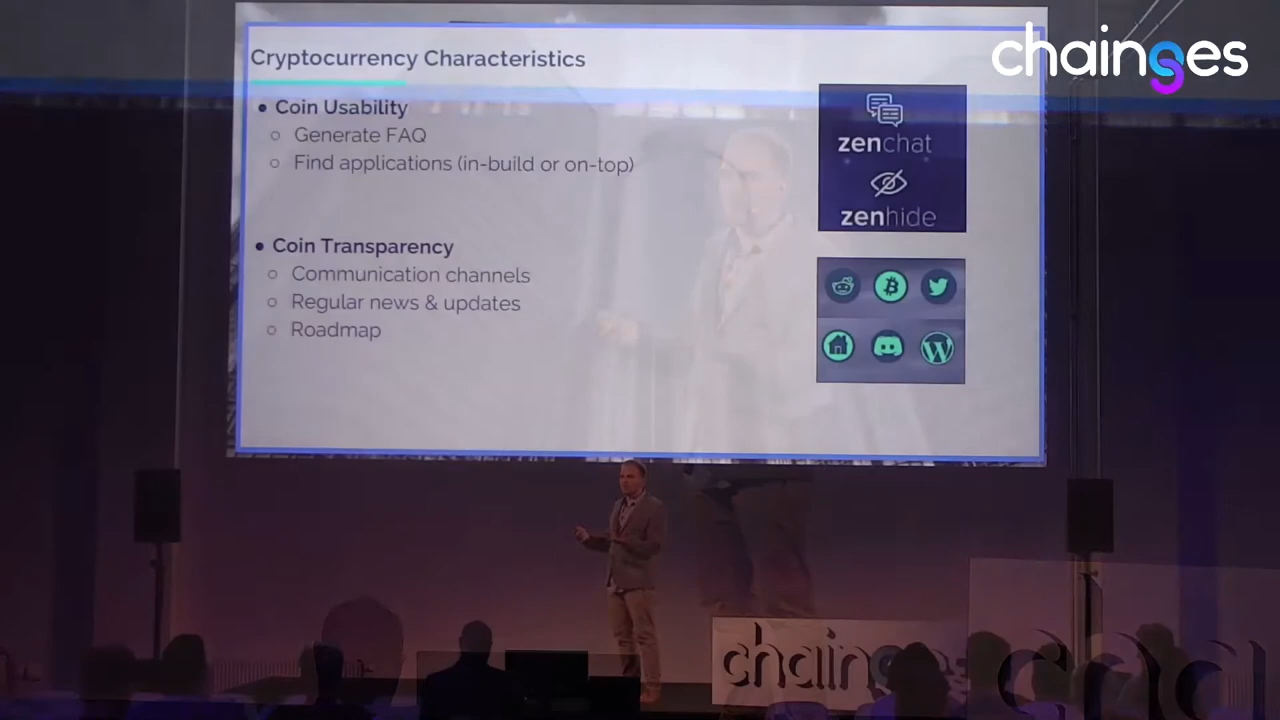 Cryptocurrency Characteristics
chainges
• Coin Usability
○ Generate FAQ
○ Find applications (in-build or on-top)
zenchat
zenhide
• Coin Transparency
○ Communication channels
○ Regular news & updates
○ Roadmap
chainges